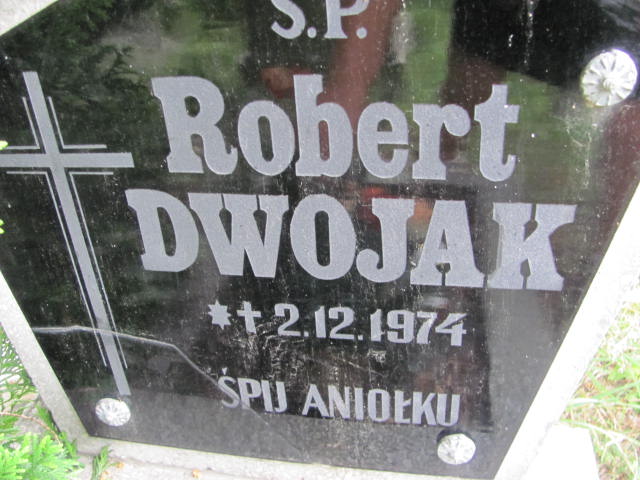 Ś.P.
Robert
DWOJAK
* † 2.12.1974
ŚPIJ ANIOŁKU